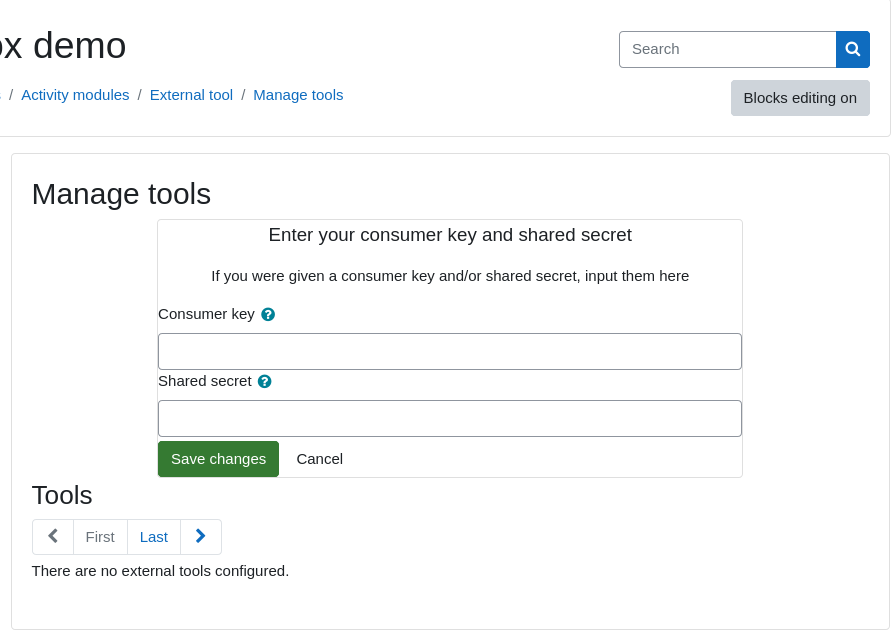 ox demo
Search
/ Activity modules / External tool / Manage tools
Blocks editing on
Manage tools
Enter your consumer key and shared secret
If you were given a consumer key and/or shared secret, input them here
Consumer key
Shared secret
Save changes Cancel
Tools
First Last
There are no external tools configured.